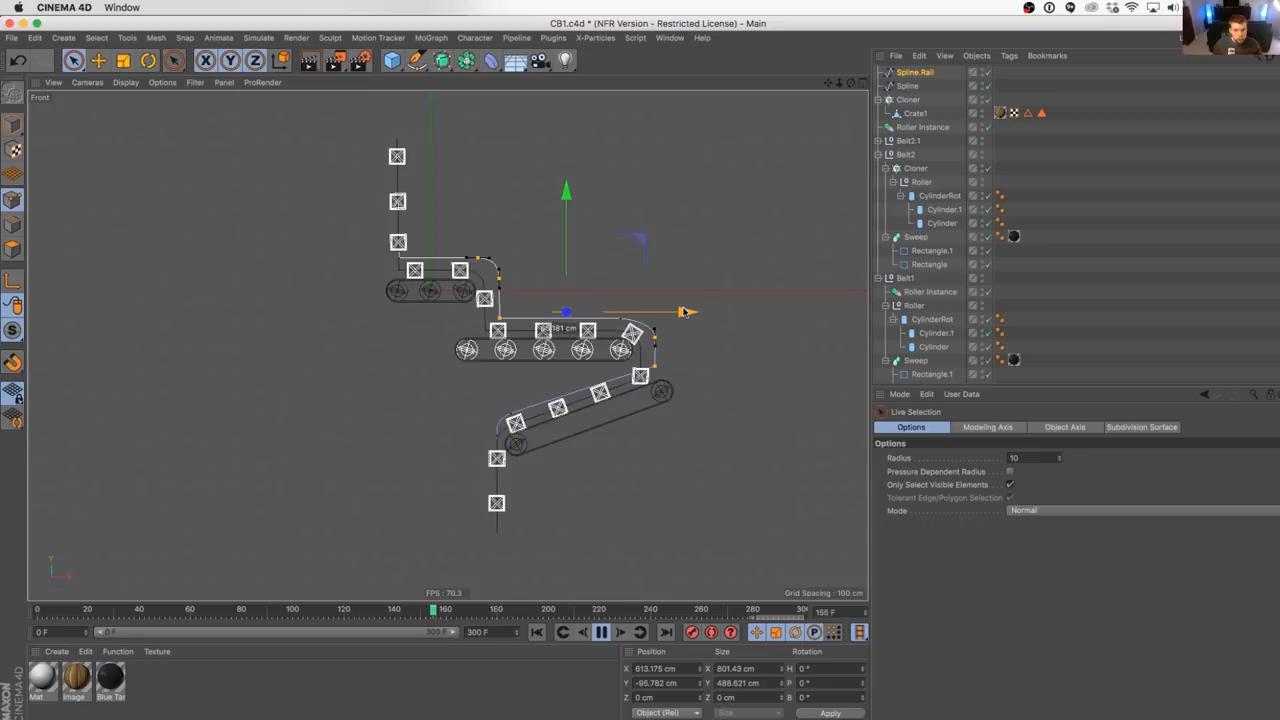 CINEMA 4D Window
CB1.c4d * (NFR Version - Restricted License) - Main
File Edit Create Select Tools Mesh Snap Animate Simulate Render Sculpt Motion Tracker MoGraph Character Pipeline Plugins X-Particles Script Window Help
View Cameras Display Options Filter Panel ProRender
Front
File Edit View Objects Tags Bookmarks
Spline.Rail
Spline
Cloner
Crate1
Roller Instance
Belt2.1
Belt2
Cloner
Roller
CylinderRot
Cylinder.1
Cylinder
Sweep
Rectangle.1
Rectangle
Belt1
Roller Instance
Roller
CylinderRot
Cylinder.1
Cylinder
Sweep
Rectangle.1
Mode Edit User Data
Live Selection
Options Modeling Axis Object Axis Subdivision Surface
Options
Radius 10
Pressure Dependent Radius
Only Select Visible Elements
Tolerant Edge/Polygon Selection
Mode Normal
Y
X
FPS : 70.3
Grid Spacing : 100 cm
0 20 40 60 80 100 120 140 160 180 200 220 240 260 280 300
155 F
0 F
0 F
300 F
300 F
Create Edit Function Texture
Mat
Image
Blue Tar
Position Size Rotation
X 613.175 cm X 801.43 cm H 0 °
Y -95.782 cm Y 488.621 cm P 0 °
Z 0 cm Z 0 cm B 0 °
Object (Rel) Size Apply
MAXON
CINEMA 4D